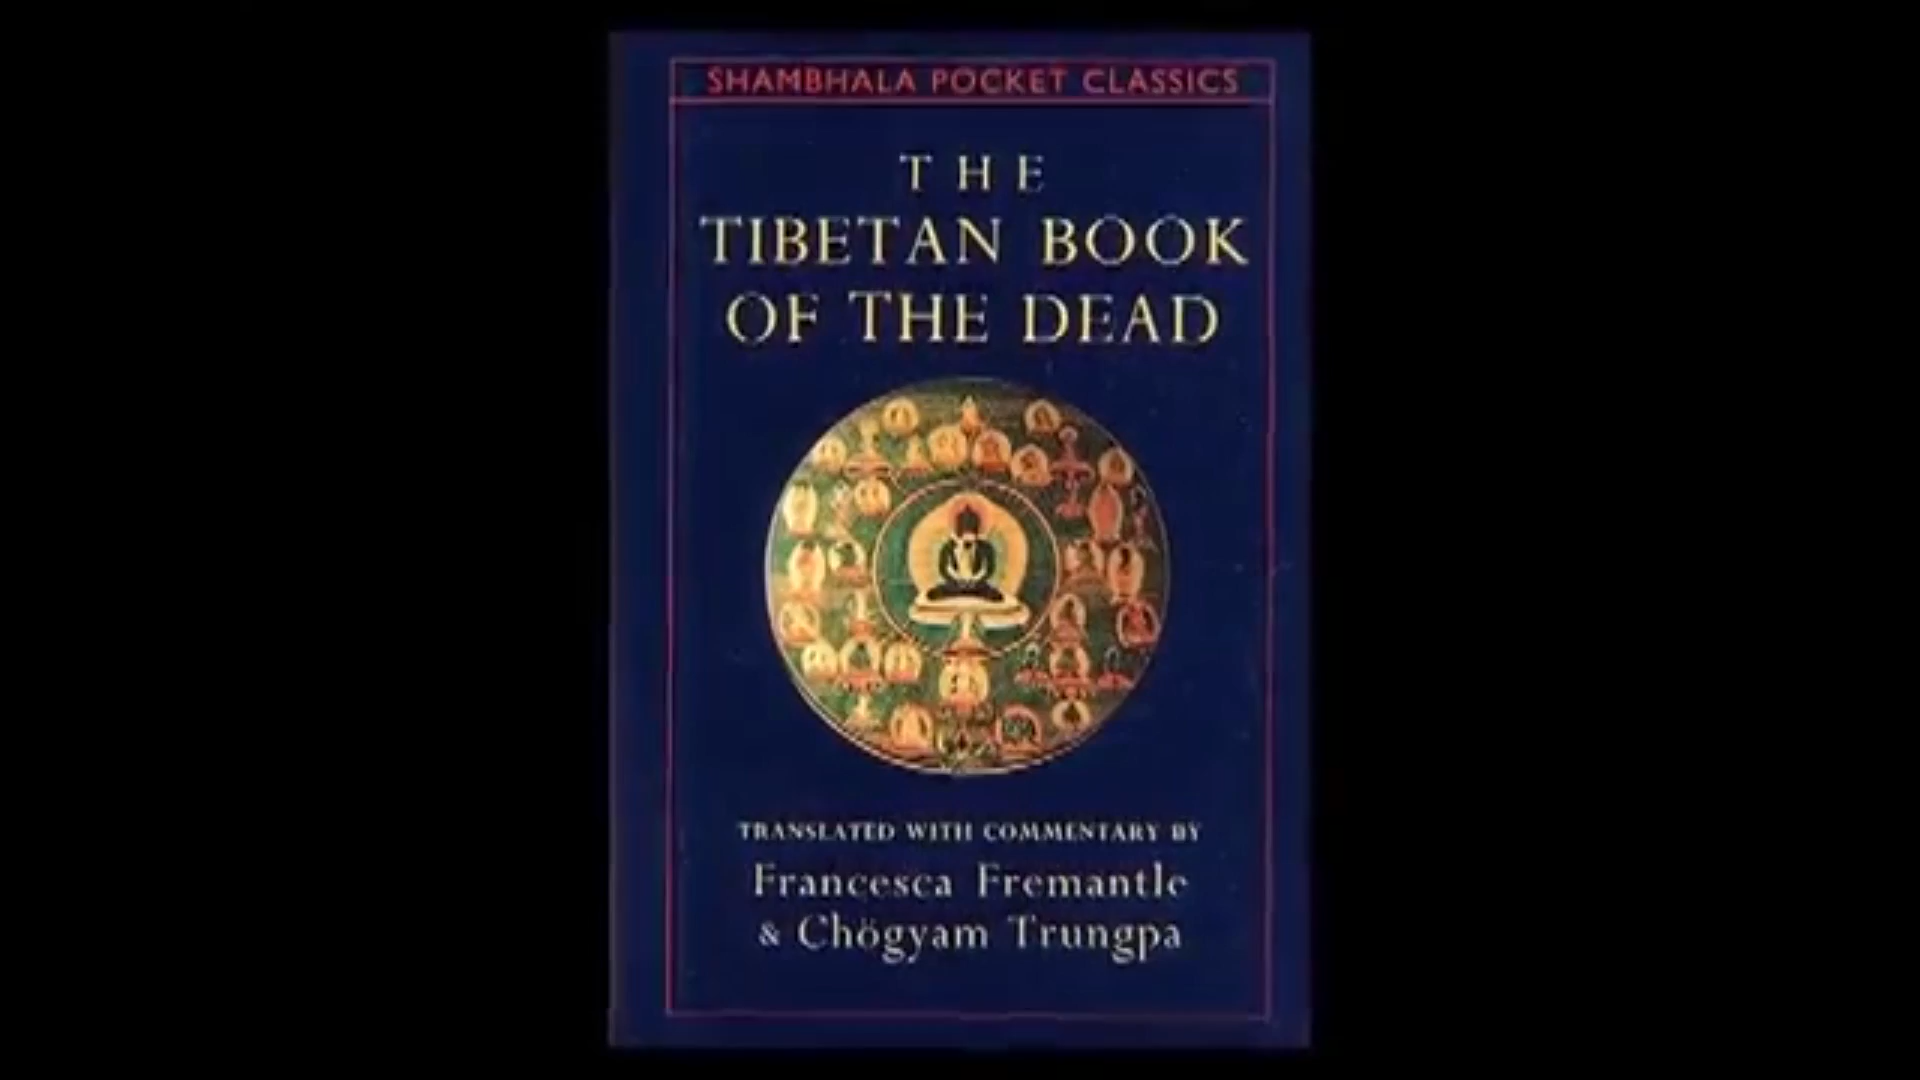 SHAMBHALA POCKET CLASSICS
THE
TIBETAN BOOK
OF THE DEAD
TRANSLATED WITH COMMENTARY BY
Francesca Fremantle
& Chögyam Trungpa